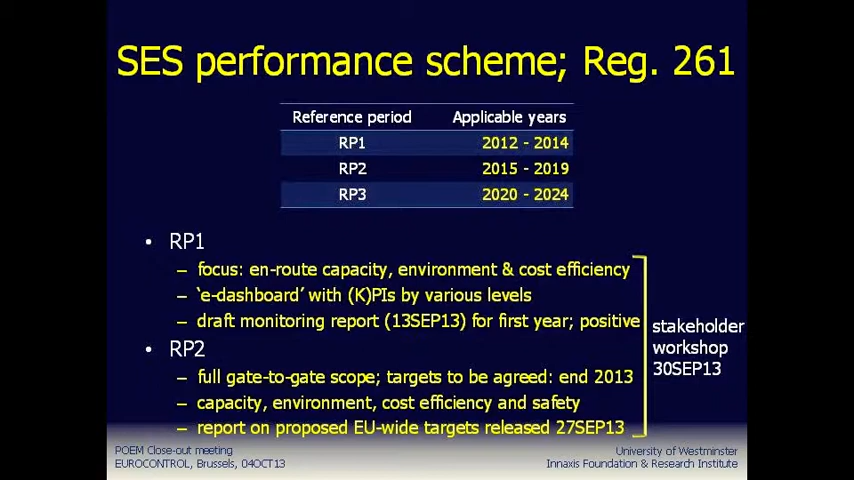 SES performance scheme; Reg. 261
Reference period Applicable years
RP1 2012 - 2014
RP2 2015 - 2019
RP3 2020 - 2024
• RP1
– focus: en-route capacity, environment & cost efficiency
– ‘e-dashboard’ with (K)PIs by various levels
– draft monitoring report (13SEP13) for first year; positive
• RP2
– full gate-to-gate scope; targets to be agreed: end 2013
– capacity, environment, cost efficiency and safety
– report on proposed EU-wide targets released 27SEP13
stakeholder
workshop
30SEP13
POEM Close-out meeting
EUROCONTROL, Brussels, 04OCT13
University of Westminster
Innaxis Foundation & Research Institute